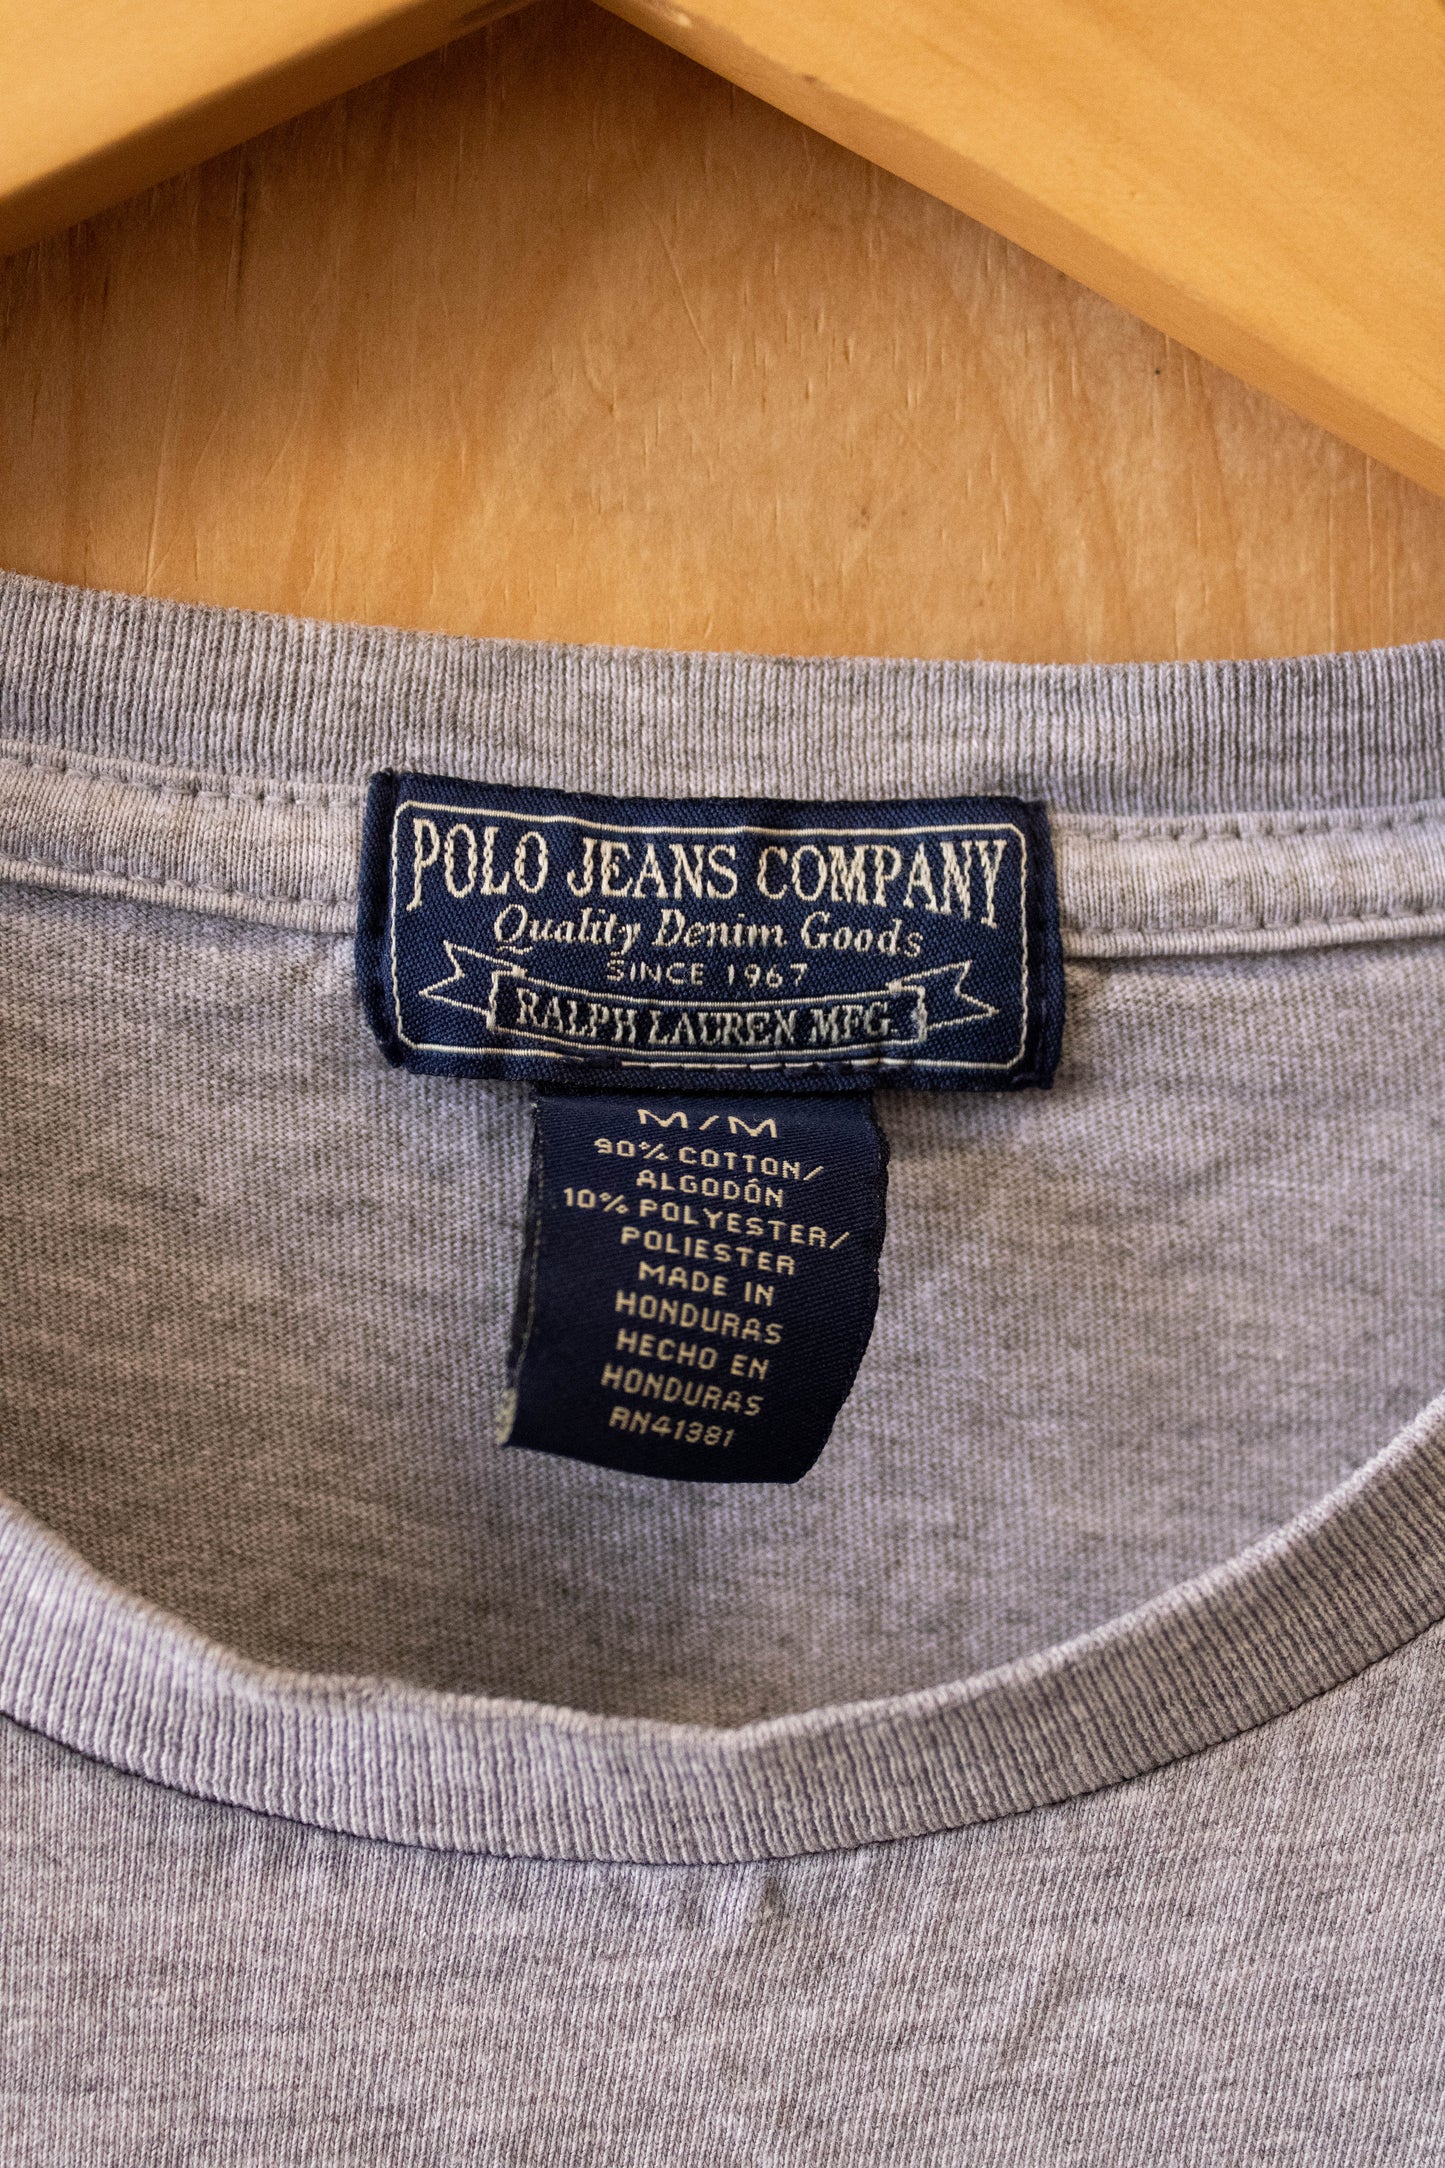 POLO JEANS COMPANY
Quality Denim Goods
SINCE 1967
RALPH LAUREN MFG.
M/M
90% COTTON/
ALGODÓN
10% POLYESTER/
POLIESTER
MADE IN
HONDURAS
HECHO EN
HONDURAS
RN41381